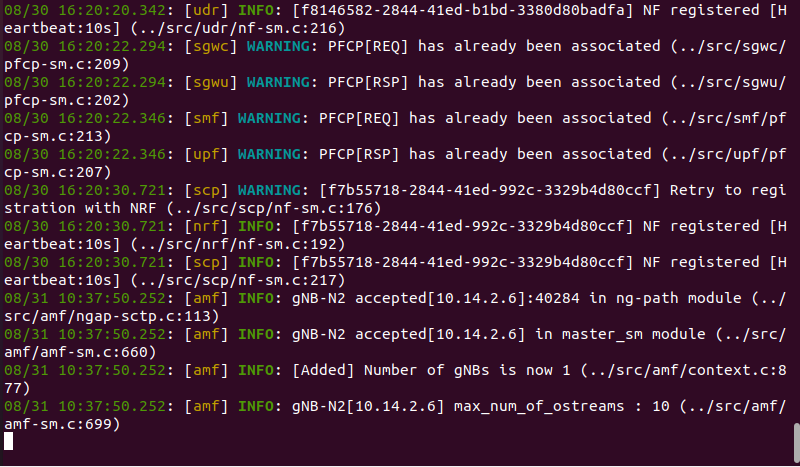 08/30 16:20:20.342: [udr] INFO: [f8146582-2844-41ed-b1bd-3380d80badfa] NF registered [H
eartbeat:10s] (../src/udr/nf-sm.c:216)
08/30 16:20:22.294: [sgwc] WARNING: PFCP[REQ] has already been associated (../src/sgwc/
pfcp-sm.c:209)
08/30 16:20:22.294: [sgwu] WARNING: PFCP[RSP] has already been associated (../src/sgwu/
pfcp-sm.c:202)
08/30 16:20:22.346: [smf] WARNING: PFCP[REQ] has already been associated (../src/smf/pf
cp-sm.c:213)
08/30 16:20:22.346: [upf] WARNING: PFCP[RSP] has already been associated (../src/upf/pf
cp-sm.c:207)
08/30 16:20:30.721: [scp] WARNING: [f7b55718-2844-41ed-992c-3329b4d80ccf] Retry to regi
stration with NRF (../src/scp/nf-sm.c:176)
08/30 16:20:30.721: [nrf] INFO: [f7b55718-2844-41ed-992c-3329b4d80ccf] NF registered [H
eartbeat:10s] (../src/nrf/nf-sm.c:192)
08/30 16:20:30.721: [scp] INFO: [f7b55718-2844-41ed-992c-3329b4d80ccf] NF registered [H
eartbeat:10s] (../src/scp/nf-sm.c:217)
08/31 10:37:50.252: [amf] INFO: gNB-N2 accepted[10.14.2.6]:40284 in ng-path module (../
src/amf/ngap-sctp.c:113)
08/31 10:37:50.252: [amf] INFO: gNB-N2 accepted[10.14.2.6] in master_sm module (../src/
amf/amf-sm.c:660)
08/31 10:37:50.252: [amf] INFO: [Added] Number of gNBs is now 1 (../src/amf/context.c:8
77)
08/31 10:37:50.252: [amf] INFO: gNB-N2[10.14.2.6] max_num_of_ostreams : 10 (../src/amf/
amf-sm.c:699)